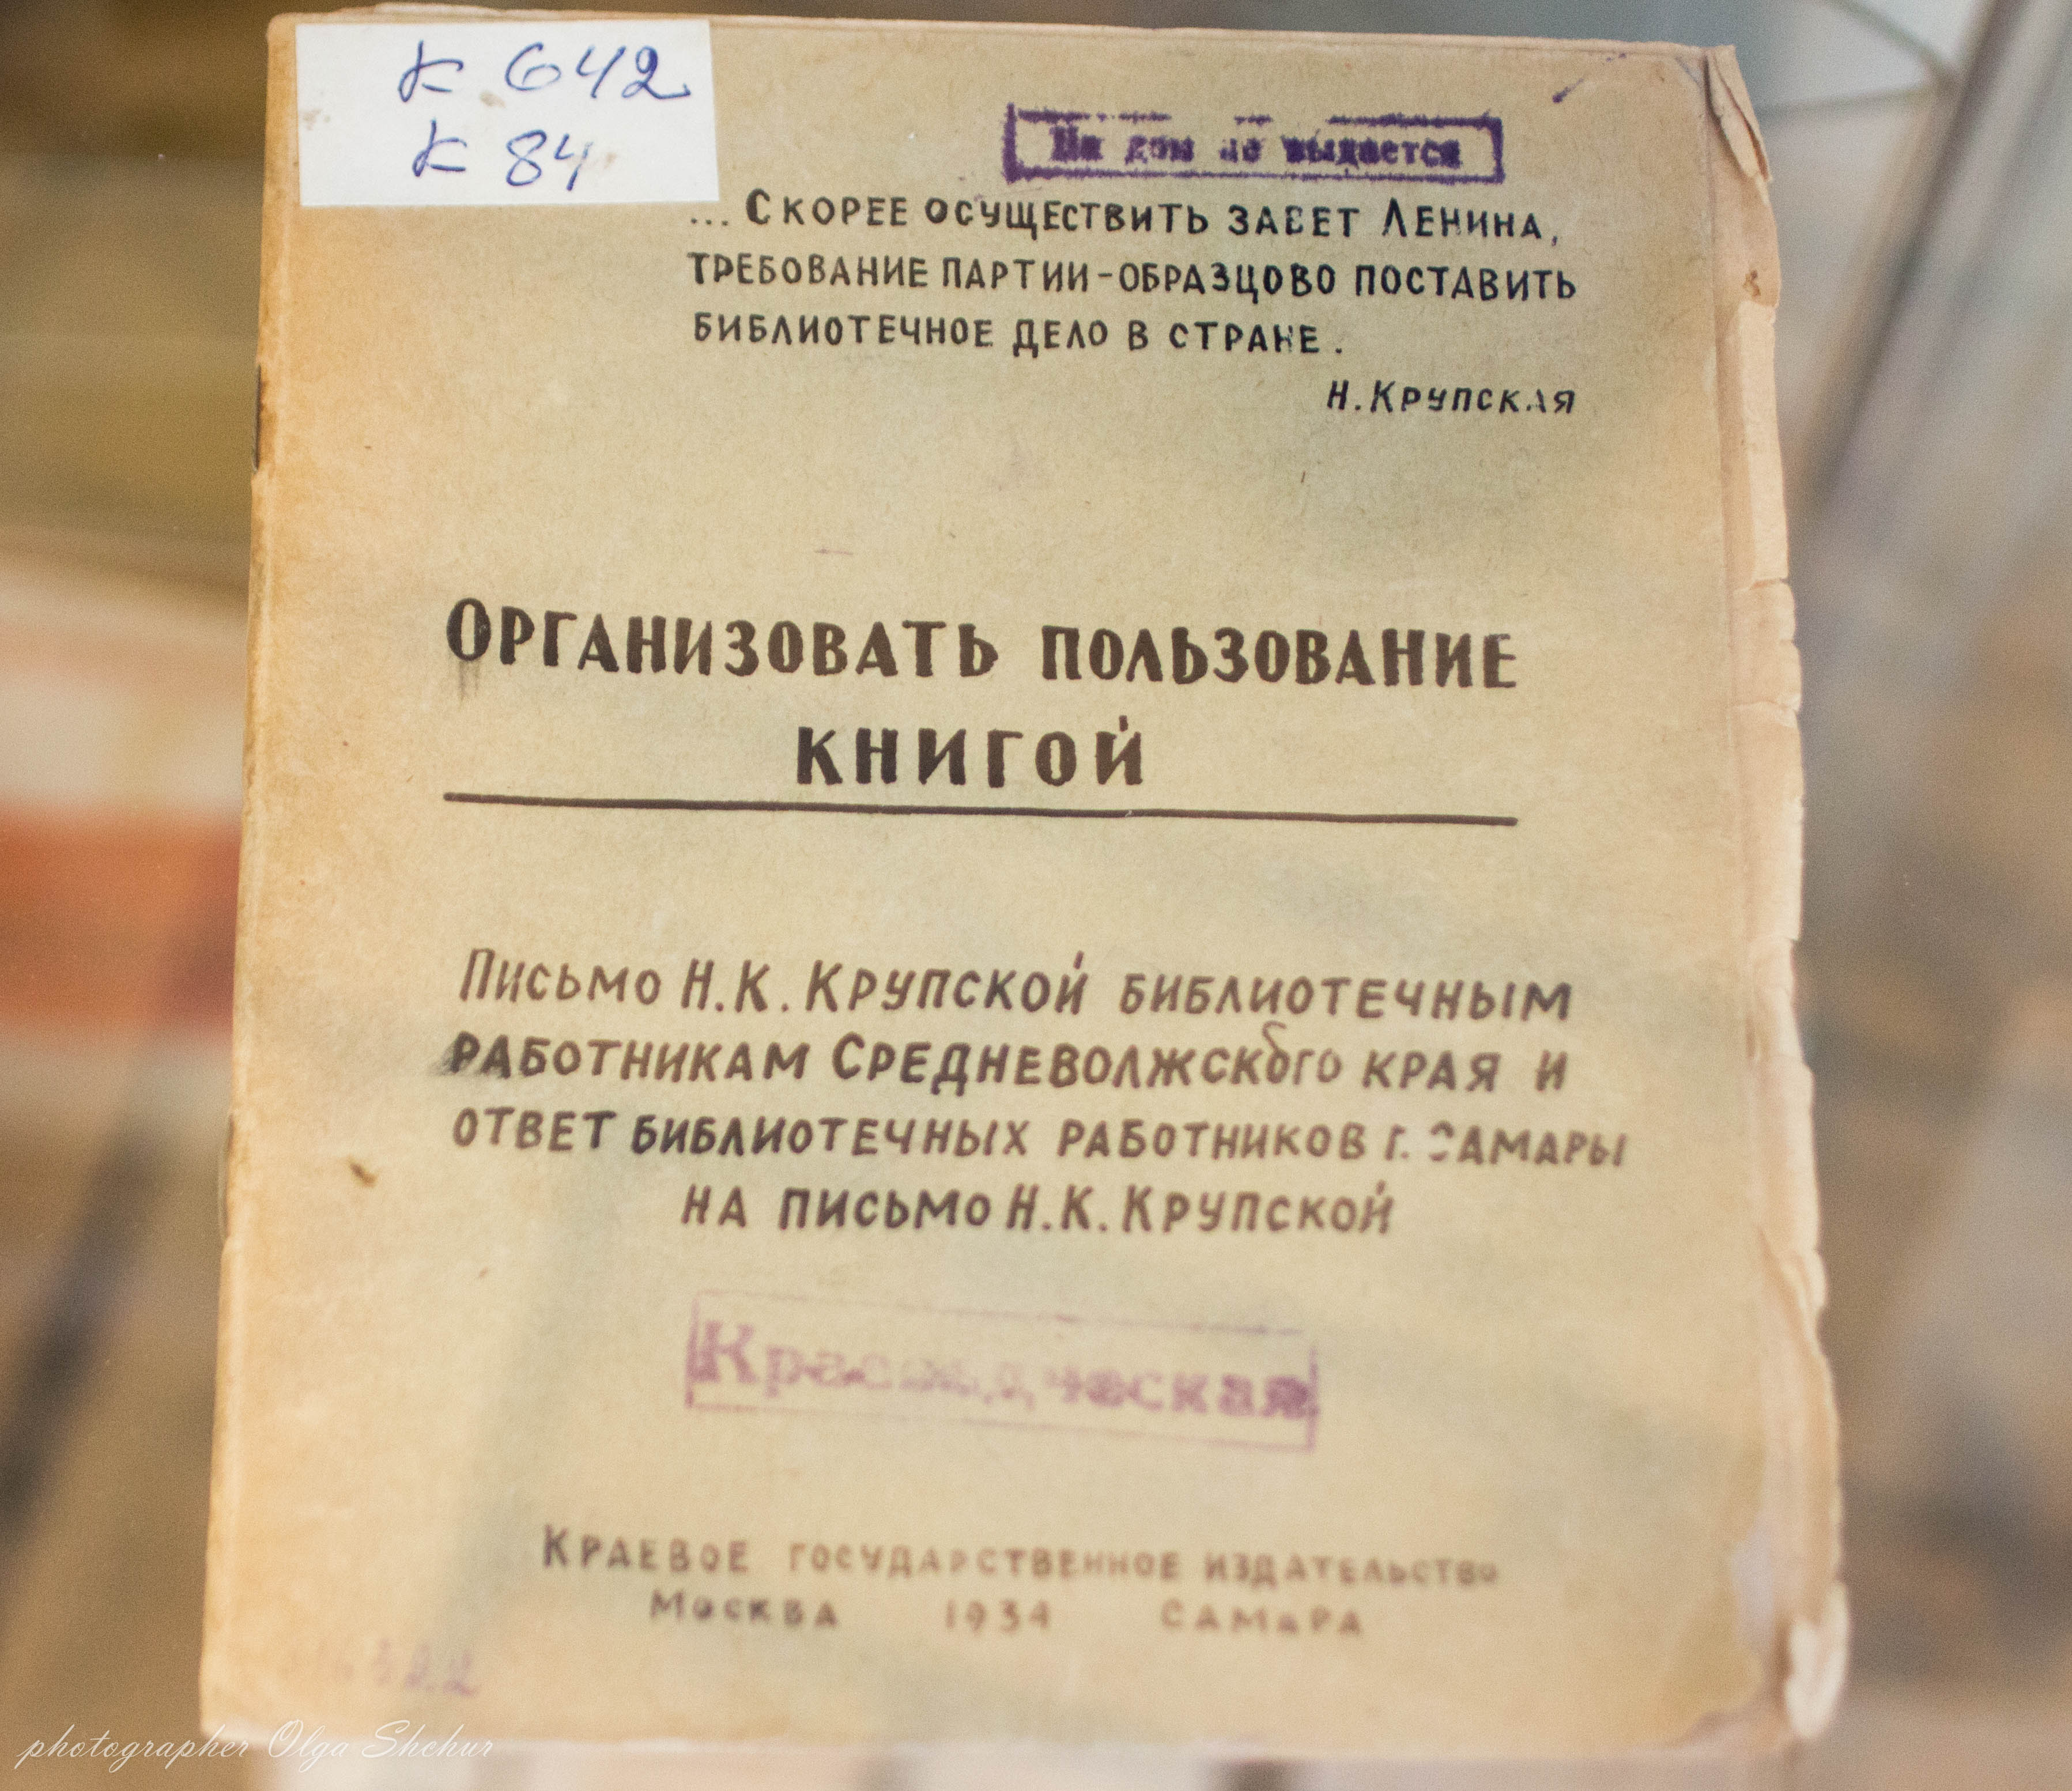 К 642
К 84
На дом не выдается
... Скорее осуществить завет Ленина,
требование партии-образцово поставить
библиотечное дело в стране.
Н. Крупская
Организовать пользование
книгой
Письмо Н.К. Крупской библиотечным
работникам Средневолжского края и
ответ библиотечных работников г. Самары
на письмо Н.К. Крупской
Краеведческая
Краевое государственное издательство
Москва 1934 Самара
photographer Olga Shchur